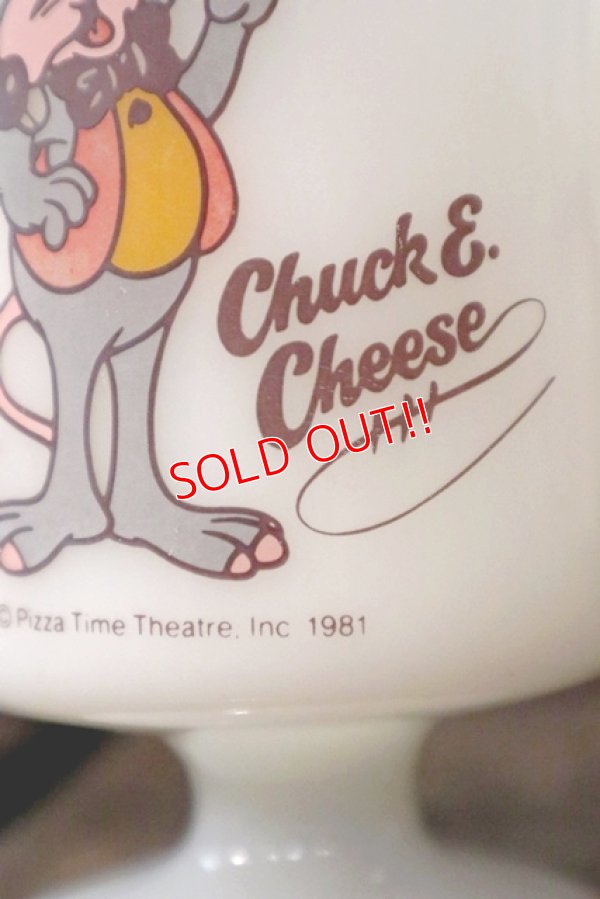 Chuck E.
Cheese
SOLD OUT!!
© Pizza Time Theatre, Inc 1981